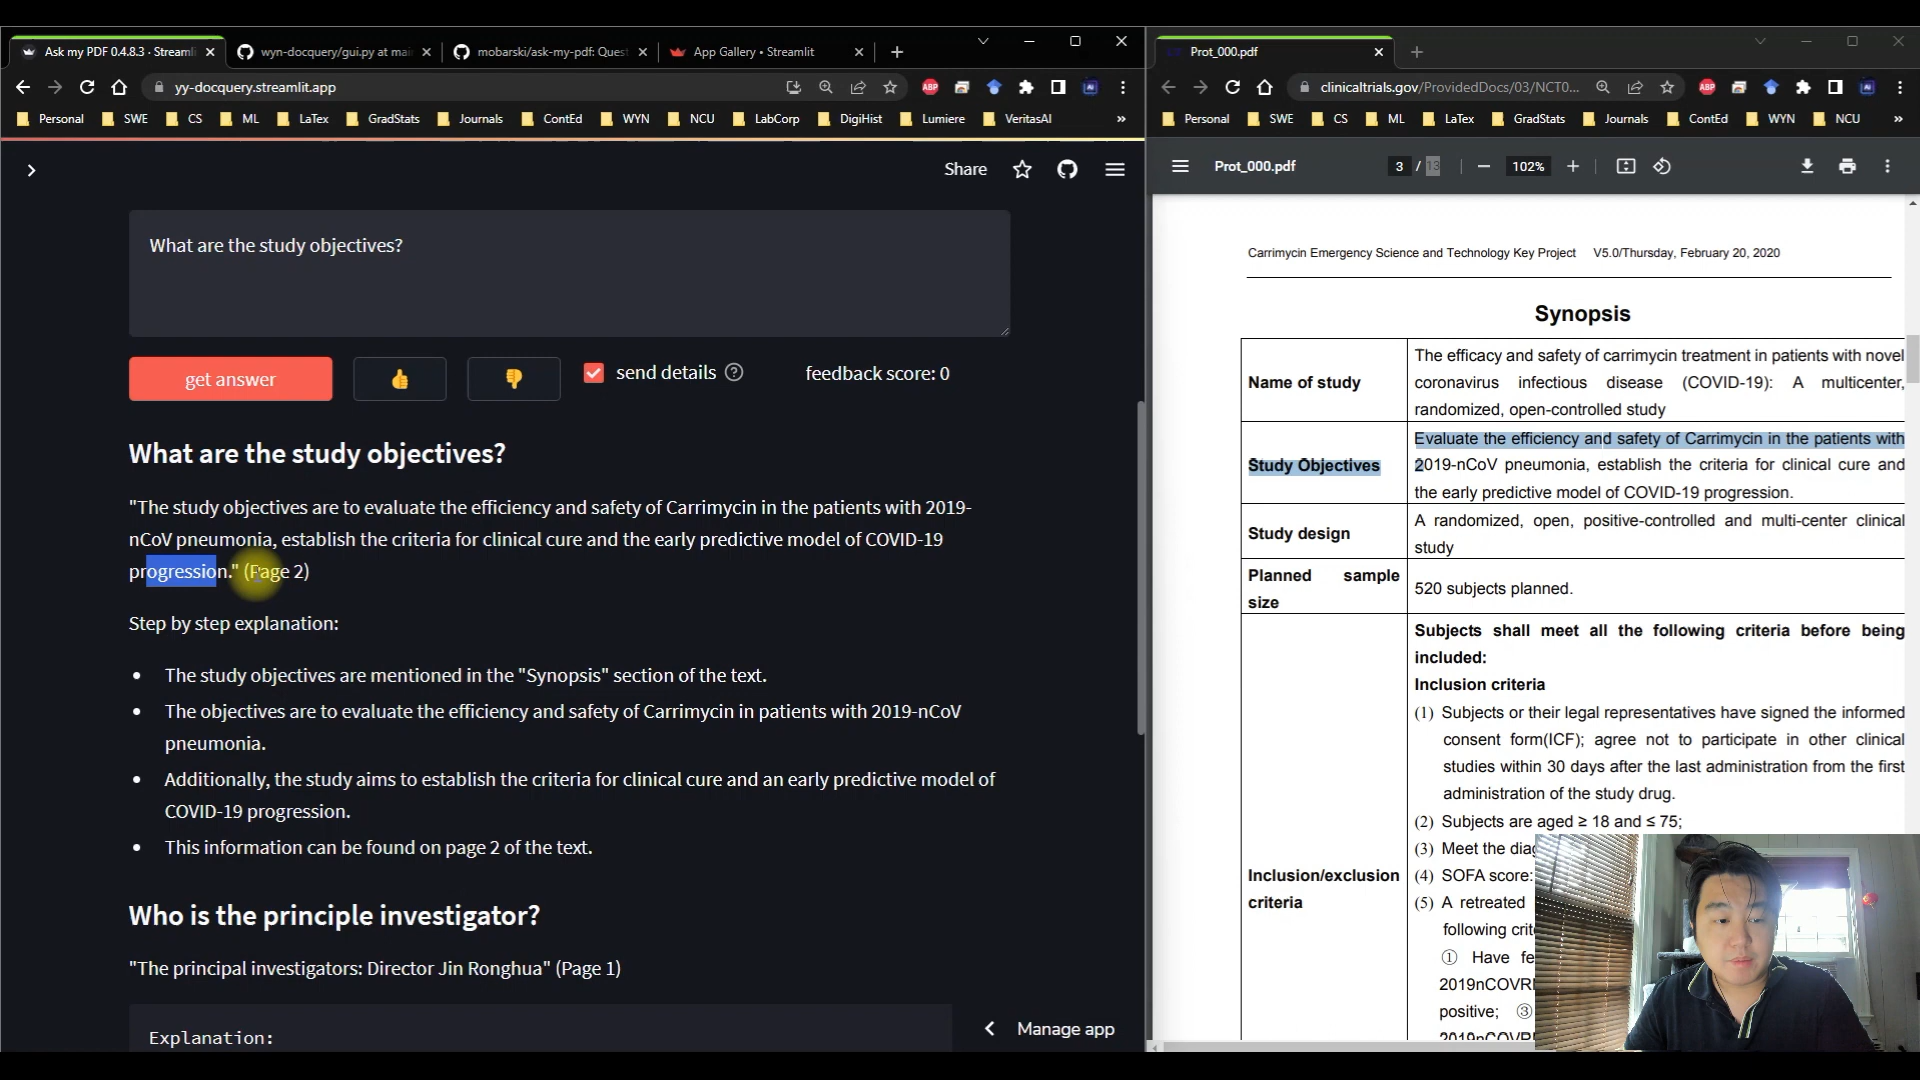 Ask my PDF 0.4.8.3 · Streaml
wyn-docquery/gui.py at mai
mobarski/ask-my-pdf: Quest
App Gallery • Streamlit
yy-docquery.streamlit.app
ABP
Personal SWE CS ML LaTex GradStats Journals ContEd WYN NCU LabCorp DigiHist Lumiere VeritasAI »
Share
What are the study objectives?
get answer
send details
feedback score: 0
What are the study objectives?
"The study objectives are to evaluate the efficiency and safety of Carrimycin in the patients with 2019-
nCoV pneumonia, establish the criteria for clinical cure and the early predictive model of COVID-19
progression." (Page 2)
Step by step explanation:
• The study objectives are mentioned in the "Synopsis" section of the text.
• The objectives are to evaluate the efficiency and safety of Carrimycin in patients with 2019-nCoV
pneumonia.
• Additionally, the study aims to establish the criteria for clinical cure and an early predictive model of
COVID-19 progression.
• This information can be found on page 2 of the text.
Who is the principle investigator?
"The principal investigators: Director Jin Ronghua" (Page 1)
Explanation:
Manage app
Prot_000.pdf
clinicaltrials.gov/ProvidedDocs/03/NCT0...
ABP
Personal SWE CS ML LaTex GradStats Journals ContEd WYN NCU »
Prot_000.pdf
3 / 13
102%
Carrimycin Emergency Science and Technology Key Project V5.0/Thursday, February 20, 2020
Synopsis
Name of study
The efficacy and safety of carrimycin treatment in patients with novel
coronavirus infectious disease (COVID-19): A multicenter,
randomized, open-controlled study
Study Objectives
Evaluate the efficiency and safety of Carrimycin in the patients with
2019-nCoV pneumonia, establish the criteria for clinical cure and
the early predictive model of COVID-19 progression.
Study design
A randomized, open, positive-controlled and multi-center clinical
study
Planned sample
size
520 subjects planned.
Inclusion/exclusion
criteria
Subjects shall meet all the following criteria before being
included:
Inclusion criteria
(1) Subjects or their legal representatives have signed the informed
consent form(ICF); agree not to participate in other clinical
studies within 30 days after the last administration from the first
administration of the study drug.
(2) Subjects are aged ≥ 18 and ≤ 75;
(3) Meet the diag
(4) SOFA score:
(5) A retreated
following crite
① Have fe
2019nCOVRN
positive; ③